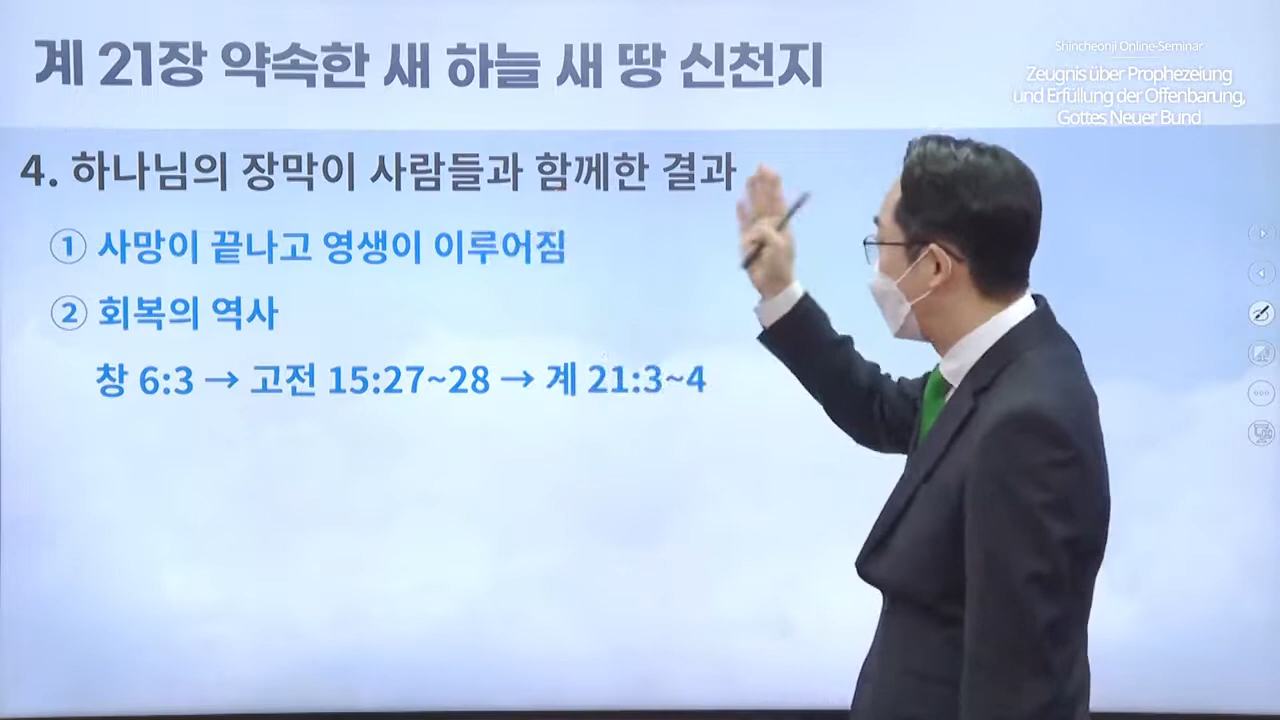 계 21장 약속한 새 하늘 새 땅 신천지
Shincheonji Online-Seminar
Zeugnis über Prophezeiung
und Erfüllung der Offenbarung,
Gottes Neuer Bund
4. 하나님의 장막이 사람들과 함께한 결과
① 사망이 끝나고 영생이 이루어짐
② 회복의 역사
창 6:3 → 고전 15:27~28 → 계 21:3~4